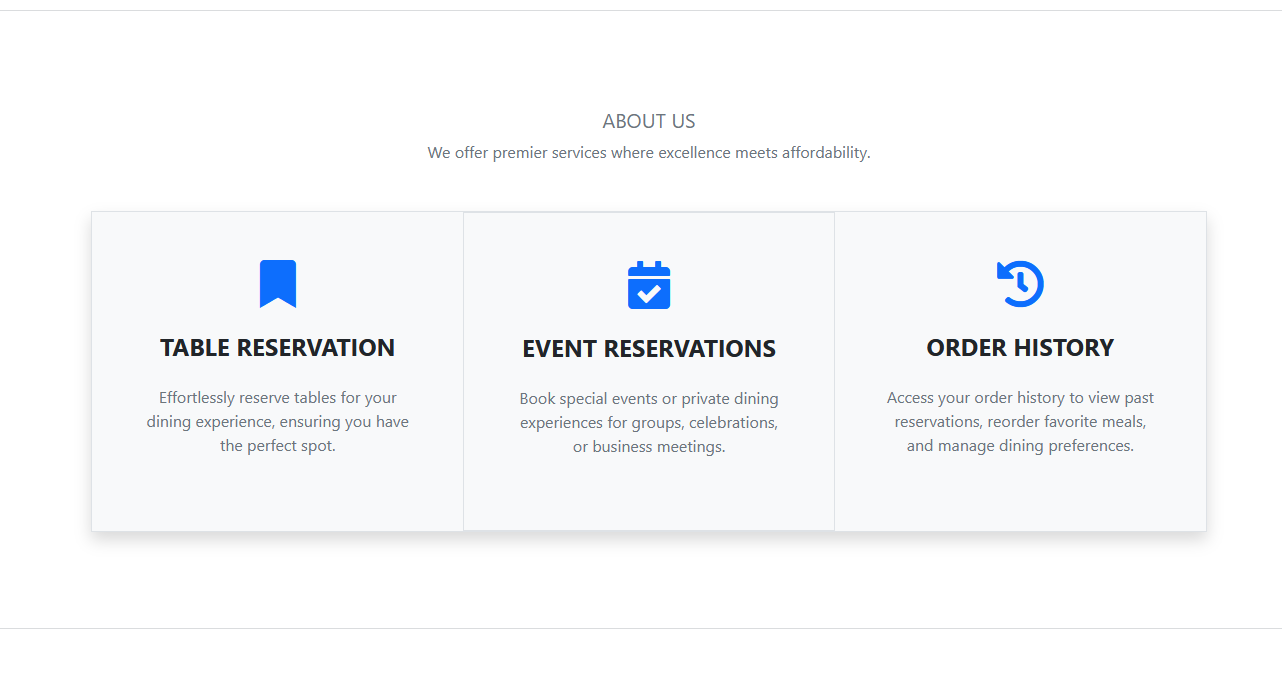 ABOUT US
We offer premier services where excellence meets affordability.
TABLE RESERVATION
Effortlessly reserve tables for your
dining experience, ensuring you have
the perfect spot.
EVENT RESERVATIONS
Book special events or private dining
experiences for groups, celebrations,
or business meetings.
ORDER HISTORY
Access your order history to view past
reservations, reorder favorite meals,
and manage dining preferences.